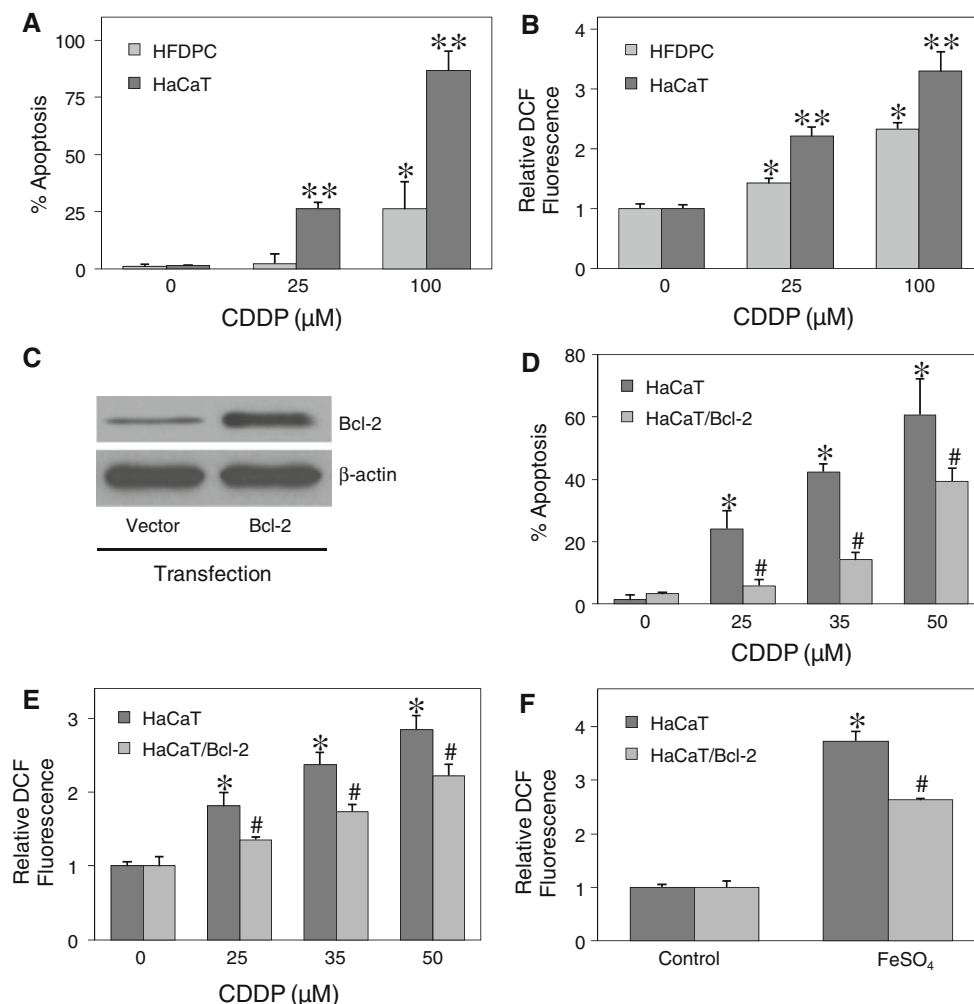 A
% Apoptosis
100
75
50
25
0
HFDPC
HaCaT
*
**
**
0 25 100
CDDP (µM)
B
Relative DCF
Fluorescence
4
3
2
1
0
HFDPC
HaCaT
*
**
*
**
0 25 100
CDDP (µM)
C
Bcl-2
β-actin
Vector Bcl-2
Transfection
D
% Apoptosis
80
60
40
20
0
HaCaT
HaCaT/Bcl-2
*
#
*
#
*
#
0 25 35 50
CDDP (µM)
E
Relative DCF
Fluorescence
3
2
1
0
HaCaT
HaCaT/Bcl-2
*
#
*
#
*
#
0 25 35 50
CDDP (µM)
F
Relative DCF
Fluorescence
4
3
2
1
0
HaCaT
HaCaT/Bcl-2
*
#
Control FeSO₄